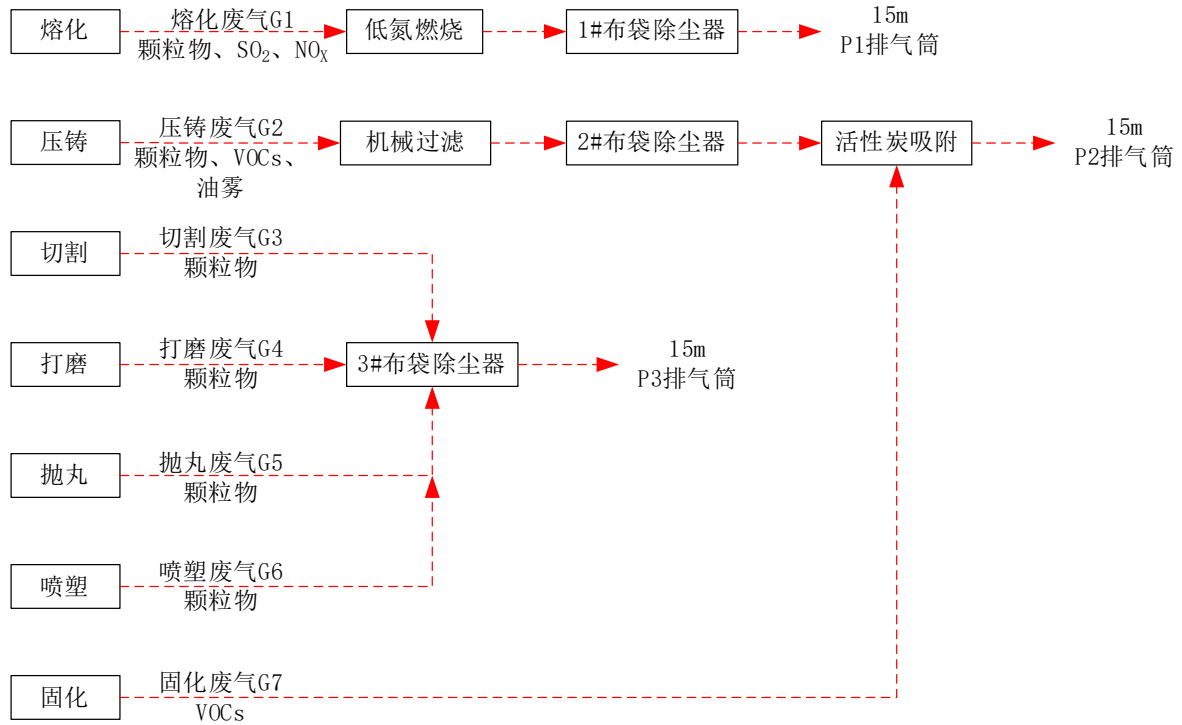 熔化
熔化废气G1
颗粒物、SO₂、NOX
低氮燃烧
1#布袋除尘器
15m
P1排气筒
压铸
压铸废气G2
颗粒物、VOCs、
油雾
机械过滤
2#布袋除尘器
活性炭吸附
15m
P2排气筒
切割
切割废气G3
颗粒物
打磨
打磨废气G4
颗粒物
3#布袋除尘器
15m
P3排气筒
抛丸
抛丸废气G5
颗粒物
喷塑
喷塑废气G6
颗粒物
固化
固化废气G7
VOCs